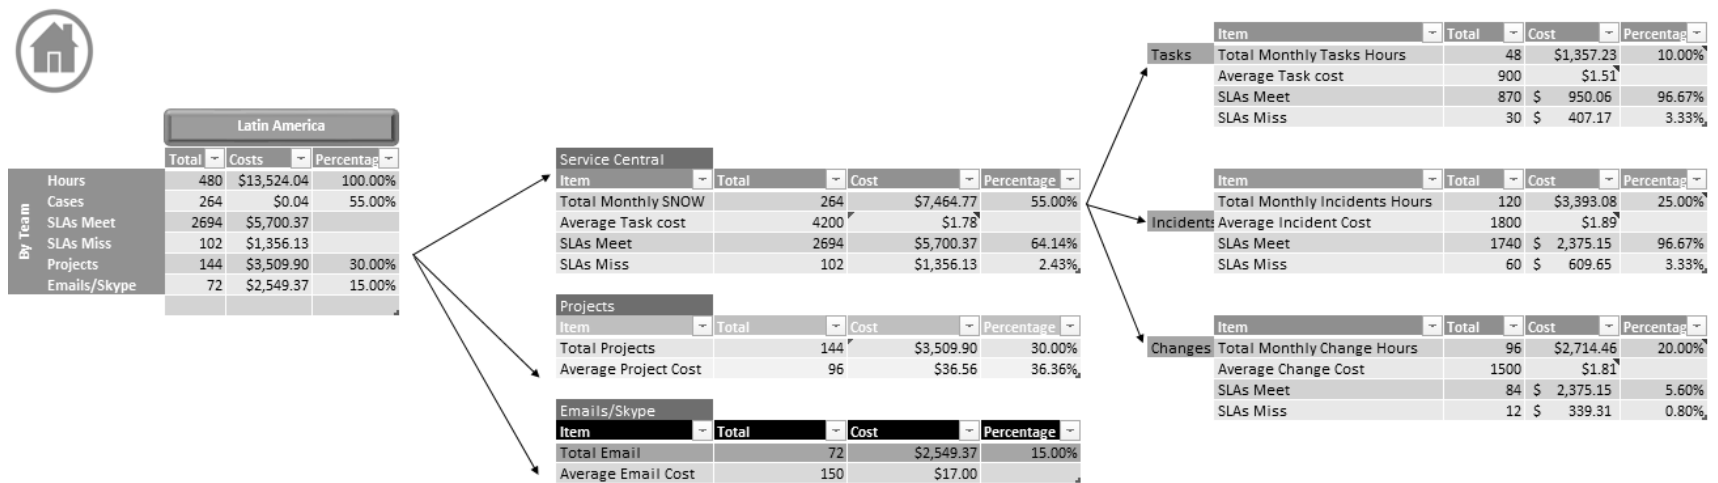 Latin America
Total Costs Percentag
By Team
Hours 480 $13,524.04 100.00%
Cases 264 $0.04 55.00%
SLAs Meet 2694 $5,700.37
SLAs Miss 102 $1,356.13
Projects 144 $3,509.90 30.00%
Emails/Skype 72 $2,549.37 15.00%
Service Central
Item Total Cost Percentage
Total Monthly SNOW 264 $7,464.77 55.00%
Average Task cost 4200 $1.78
SLAs Meet 2694 $5,700.37 64.14%
SLAs Miss 102 $1,356.13 2.43%
Projects
Item Total Cost Percentage
Total Projects 144 $3,509.90 30.00%
Average Project Cost 96 $36.56 36.36%
Emails/Skype
Item Total Cost Percentage
Total Email 72 $2,549.37 15.00%
Average Email Cost 150 $17.00
Item Total Cost Percentag
Tasks Total Monthly Tasks Hours 48 $1,357.23 10.00%
Average Task cost 900 $1.51
SLAs Meet 870 $ 950.06 96.67%
SLAs Miss 30 $ 407.17 3.33%
Item Total Cost Percentag
Total Monthly Incidents Hours 120 $3,393.08 25.00%
Incidents Average Incident Cost 1800 $1.89
SLAs Meet 1740 $ 2,375.15 96.67%
SLAs Miss 60 $ 609.65 3.33%
Item Total Cost Percentag
Changes Total Monthly Change Hours 96 $2,714.46 20.00%
Average Change Cost 1500 $1.81
SLAs Meet 84 $ 2,375.15 5.60%
SLAs Miss 12 $ 339.31 0.80%